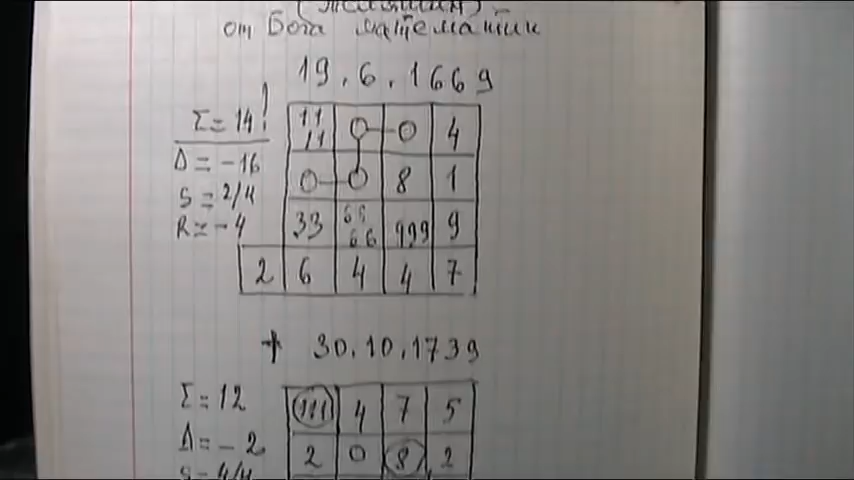 от Бога математик
19.6.1669
Σ = 14!
11 11 0 0 4
Δ = -16
S = 2/4
0 0 8 1
R = -4
33 66 66 999 9
2 6 4 4 7
+ 30.10.1739
Σ = 12
111 4 7 5
Δ = - 2
2 0 8 2
S = 4/4